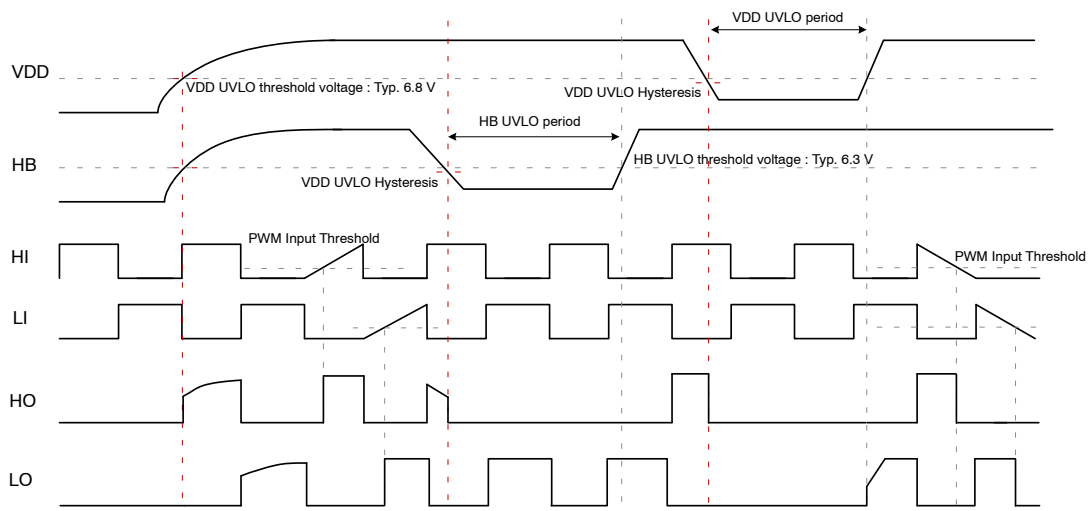 VDD UVLO period
VDD
VDD UVLO threshold voltage : Typ. 6.8 V
VDD UVLO Hysteresis
HB UVLO period
HB
HB UVLO threshold voltage : Typ. 6.3 V
VDD UVLO Hysteresis
PWM Input Threshold
HI
PWM Input Threshold
LI
HO
LO